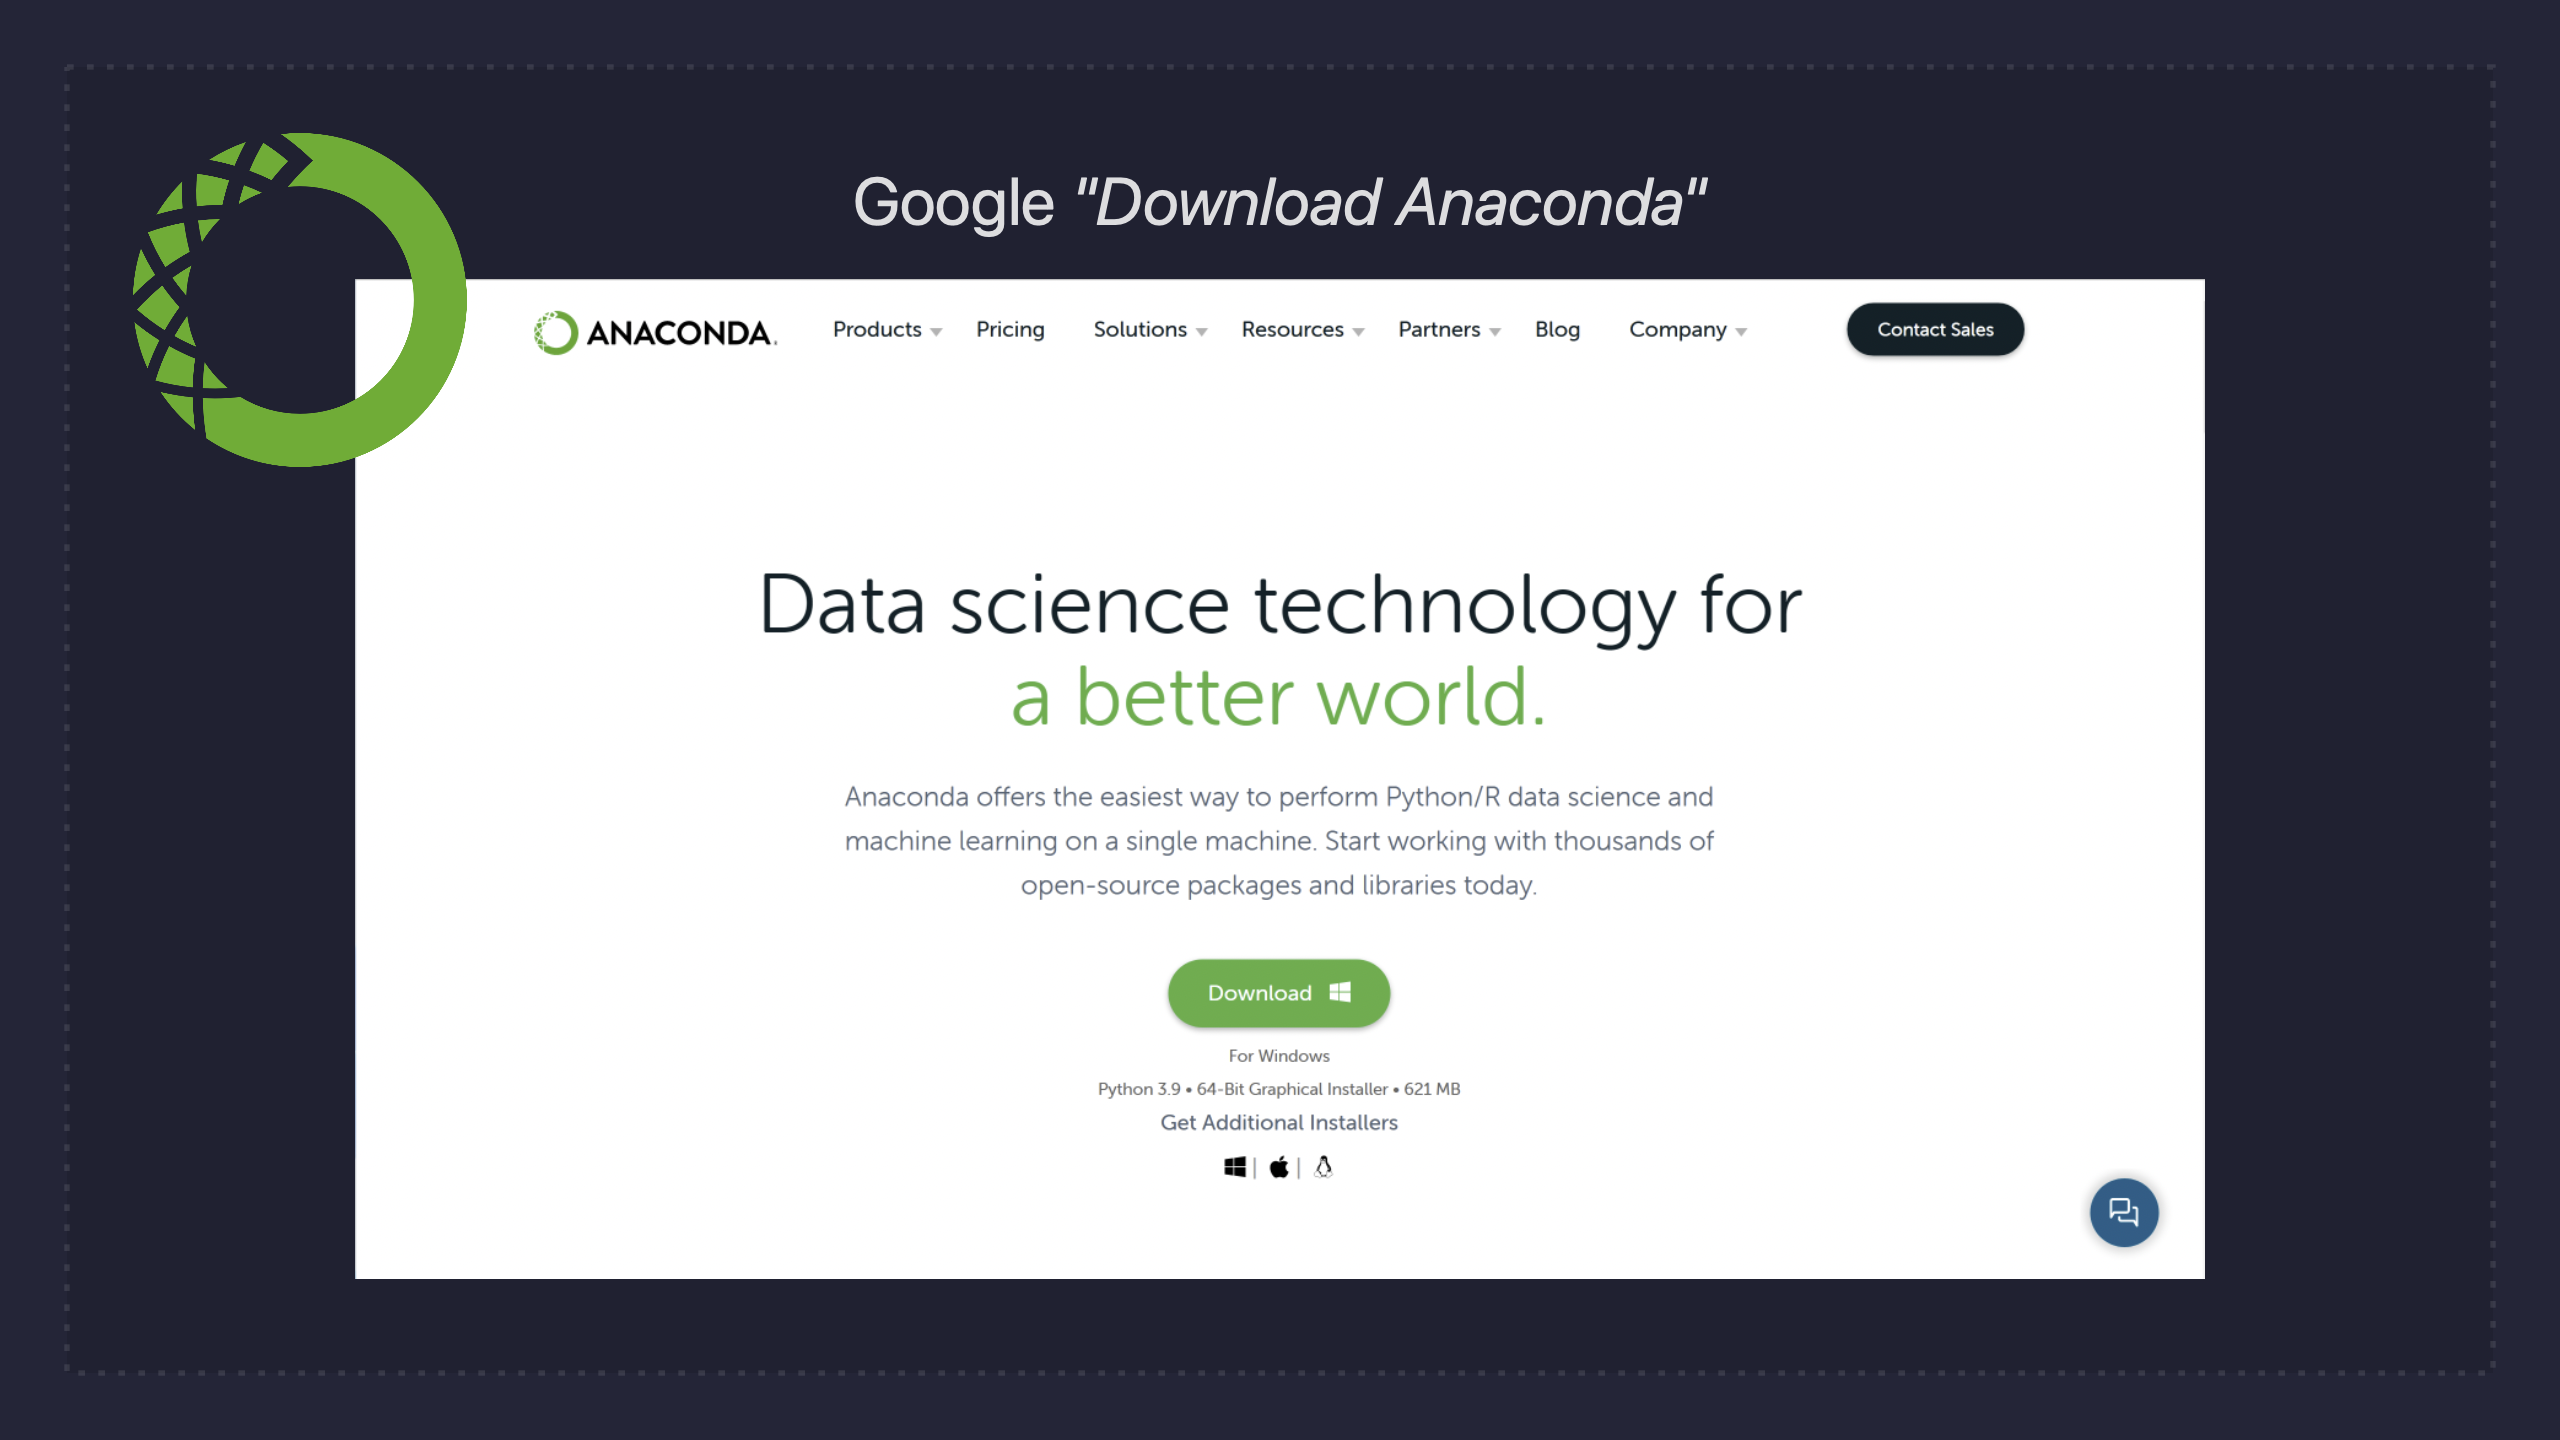 Google "Download Anaconda"
ANACONDA.
Products Pricing Solutions Resources Partners Blog Company Contact Sales
Data science technology for
a better world.
Anaconda offers the easiest way to perform Python/R data science and
machine learning on a single machine. Start working with thousands of
open-source packages and libraries today.
Download
For Windows
Python 3.9 • 64-Bit Graphical Installer • 621 MB
Get Additional Installers
| |